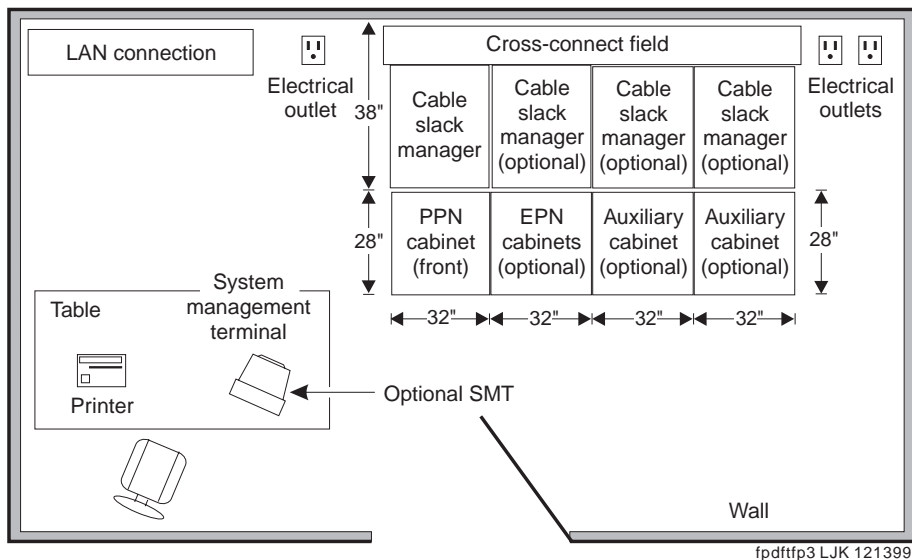 LAN connection
Electrical
outlet
38"
Cross-connect field
Electrical
outlets
Cable
slack
manager
Cable
slack
manager
(optional)
Cable
slack
manager
(optional)
Cable
slack
manager
(optional)
28"
PPN
cabinet
(front)
EPN
cabinets
(optional)
Auxiliary
cabinet
(optional)
Auxiliary
cabinet
(optional)
28"
32"
32"
32"
32"
Table
System
management
terminal
Printer
Optional SMT
Wall
fpdftfp3 LJK 121399